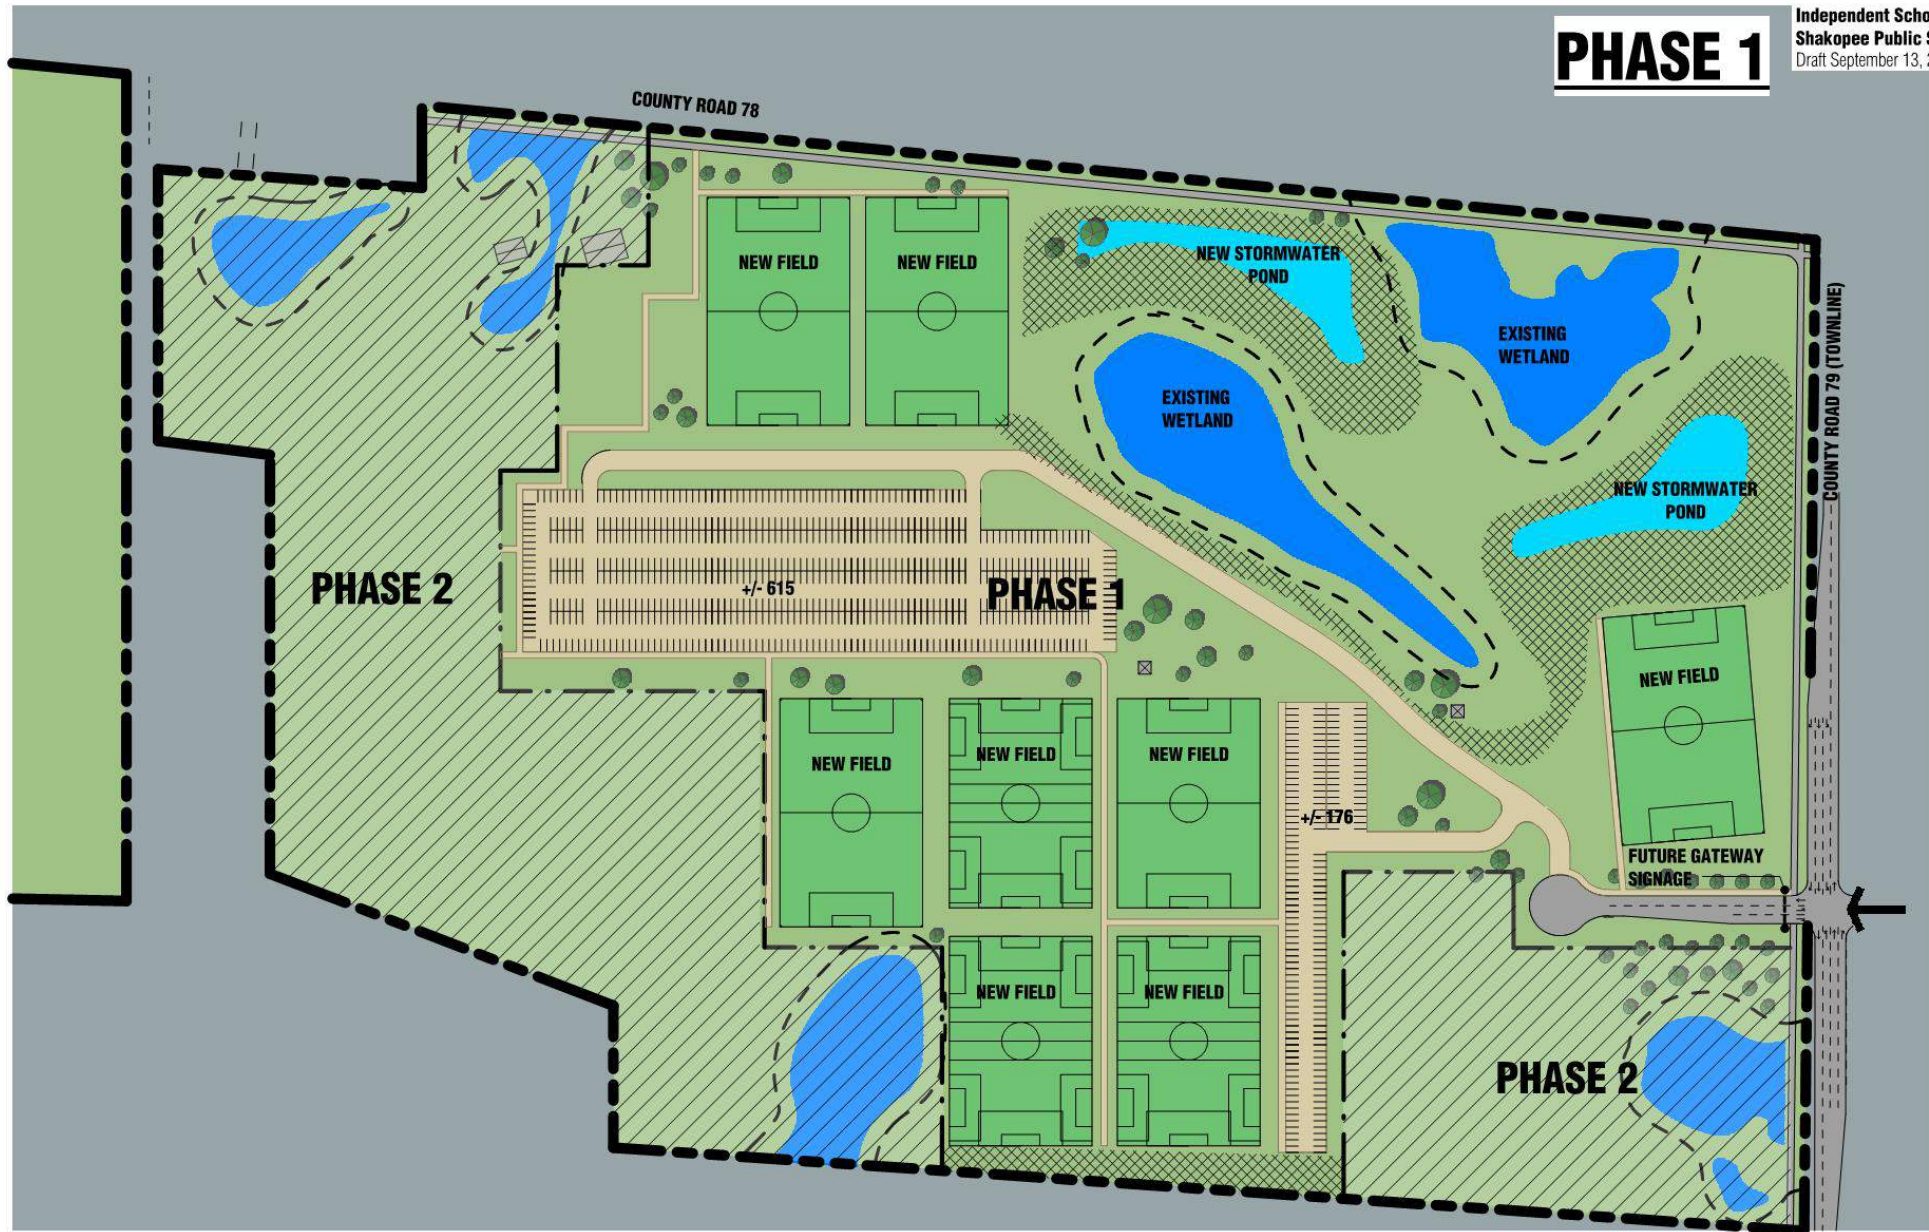 PHASE 1
Independent Scho
Shakopee Public S
Draft September 13, 2
COUNTY ROAD 78
NEW FIELD
NEW FIELD
NEW STORMWATER
POND
EXISTING
WETLAND
EXISTING
WETLAND
COUNTY ROAD 79 (TOWNLINE)
NEW STORMWATER
POND
PHASE 2
+/- 615
PHASE 1
NEW FIELD
NEW FIELD
NEW FIELD
NEW FIELD
+/- 176
FUTURE GATEWAY
SIGNAGE
NEW FIELD
NEW FIELD
PHASE 2